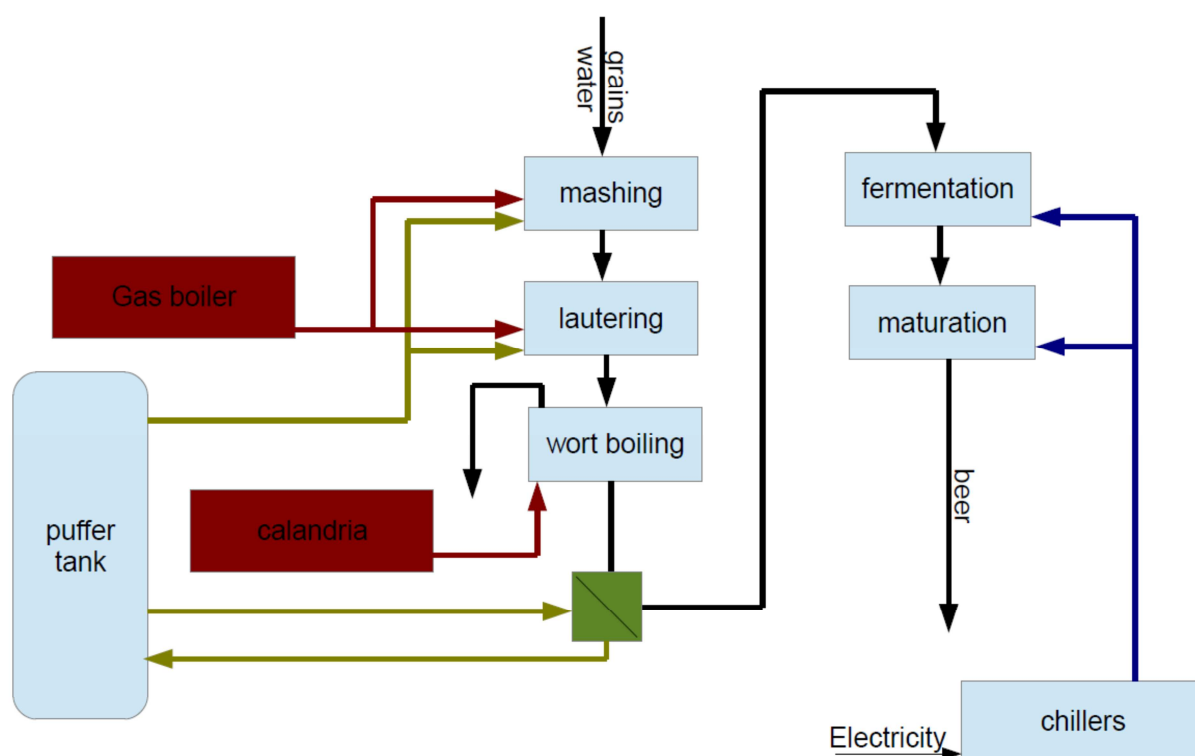 water
grains
mashing
fermentation
Gas boiler
lautering
maturation
wort boiling
puffer
tank
calandria
beer
chillers
Electricity